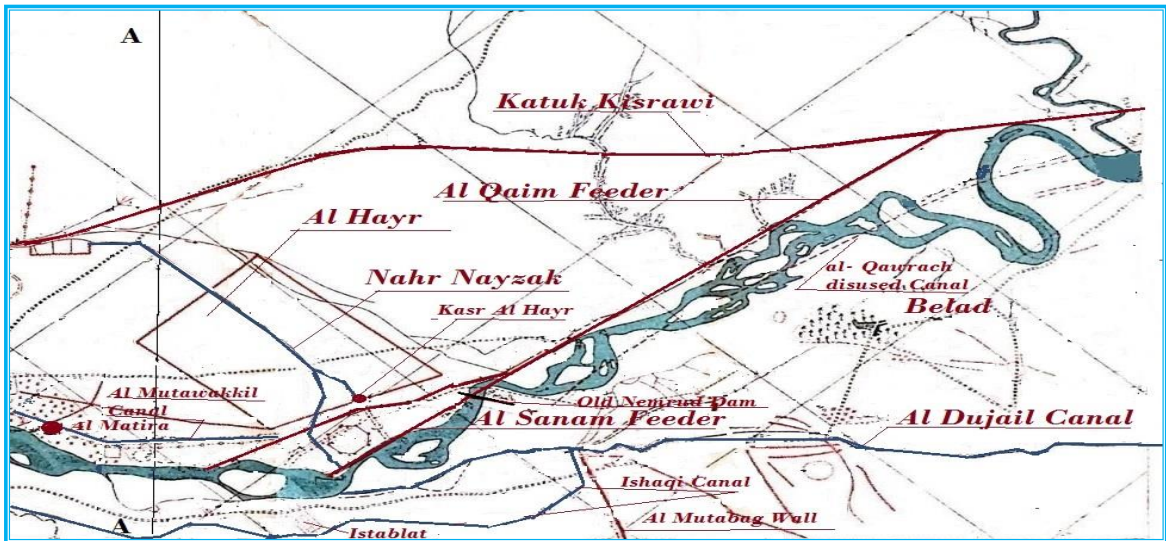 A
Katuk Kisrawi
Al Qaim Feeder
Al Hayr
Nahr Nayzak
Kasr Al Hayr
al- Qawrach
disused Canal
Belad
Al Mutawakkil
Canal
Al Matira
Old Nemrud Dam
Al Sanam Feeder
Al Dujail Canal
Ishaqi Canal
Al Mutabag Wall
A
Istablat